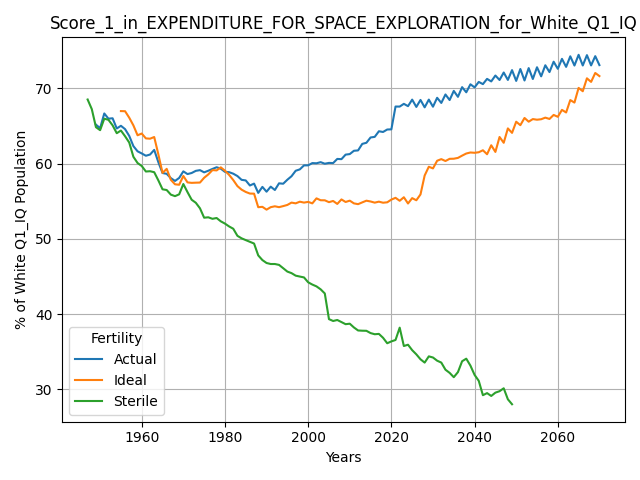 Score_1_in_EXPENDITURE_FOR_SPACE_EXPLORATION_for_White_Q1_IQ
% of White Q1_IQ Population
70
60
50
40
30
Fertility
Actual
Ideal
Sterile
1960 1980 2000 2020 2040 2060
Years